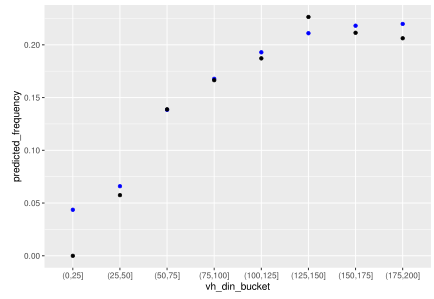 predicted_frequency
0.20
0.15
0.10
0.05
0.00
(0,25] (25,50] (50,75] (75,100] (100,125] (125,150] (150,175] (175,200]
vh_din_bucket